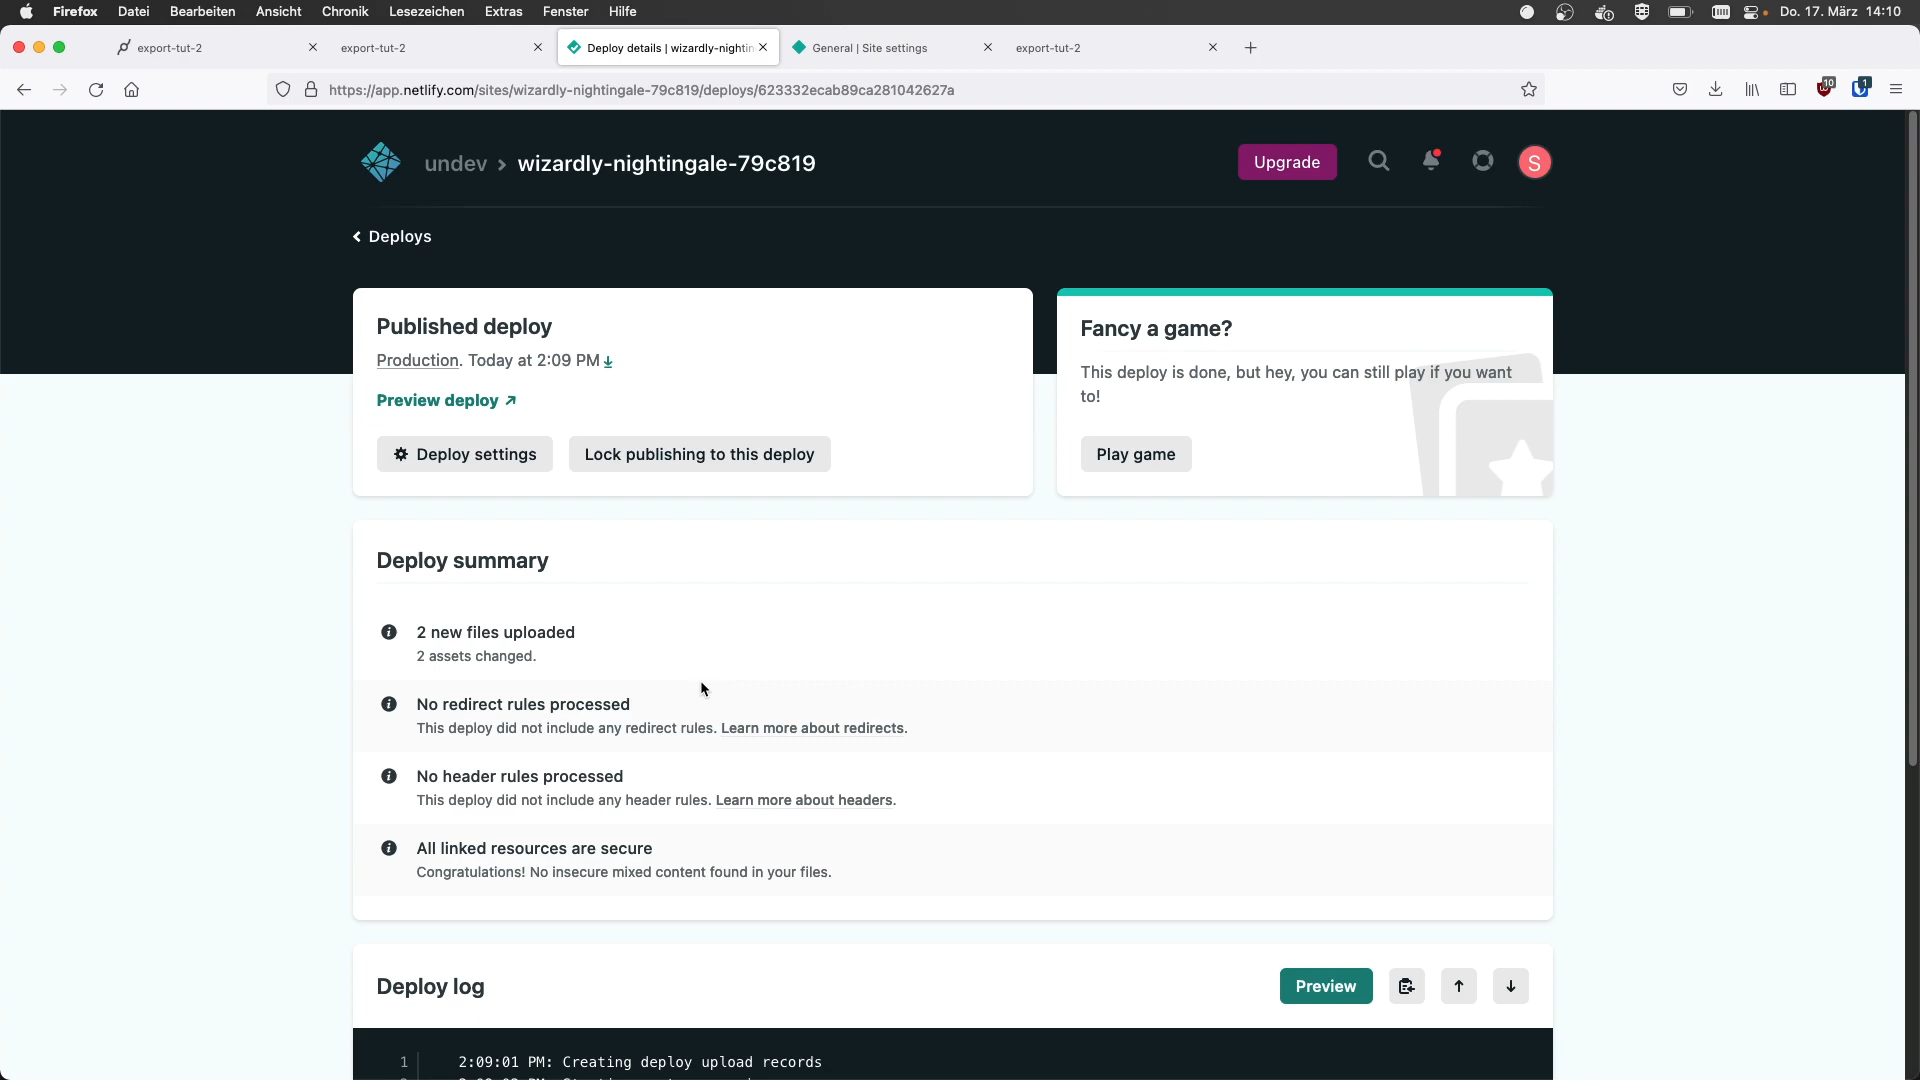 Firefox Datei Bearbeiten Ansicht Chronik Lesezeichen Extras Fenster Hilfe Do. 17. März 14:10
export-tut-2 export-tut-2 Deploy details | wizardly-nightin General | Site settings export-tut-2
https://app.netlify.com/sites/wizardly-nightingale-79c819/deploys/623332ecab89ca281042627a 10 1
undev > wizardly-nightingale-79c819 Upgrade S
Deploys
Published deploy
Production. Today at 2:09 PM
Preview deploy
Deploy settings Lock publishing to this deploy
Fancy a game?
This deploy is done, but hey, you can still play if you want
to!
Play game
Deploy summary
2 new files uploaded
2 assets changed.
No redirect rules processed
This deploy did not include any redirect rules. Learn more about redirects.
No header rules processed
This deploy did not include any header rules. Learn more about headers.
All linked resources are secure
Congratulations! No insecure mixed content found in your files.
Deploy log Preview
1 2:09:01 PM: Creating deploy upload records